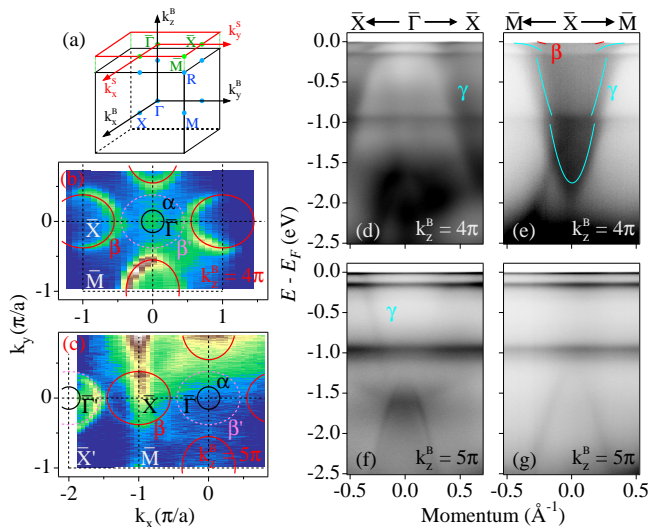 (a)
k_z^B
k_y^S
Γ̄ X̄
M̄
k_x^S R
k_x^B Γ k_y^B
X M
(b)
1
0
-1
α
X̄ Γ̄
β β
M̄ k_z^B = 4π
-1 0 1
k_y (π/a)
(c)
0
-1
α
Γ̄' X̄ Γ̄
β β'
X̄' M̄ k_z^B = 5π
-2 -1 0
k_x (π/a)
X̄ Γ̄ X̄
0.0
-0.5
-1.0
-1.5
-2.0
-2.5
γ
(d) k_z^B = 4π
M̄ X̄ M̄
β
γ
(e) k_z^B = 4π
E - E_F (eV)
0.0
-0.5
-1.0
-1.5
-2.0
-2.5
γ
(f) k_z^B = 5π
(g) k_z^B = 5π
-0.5 0.0 0.5 -0.5 0.0 0.5
Momentum (Å⁻¹)